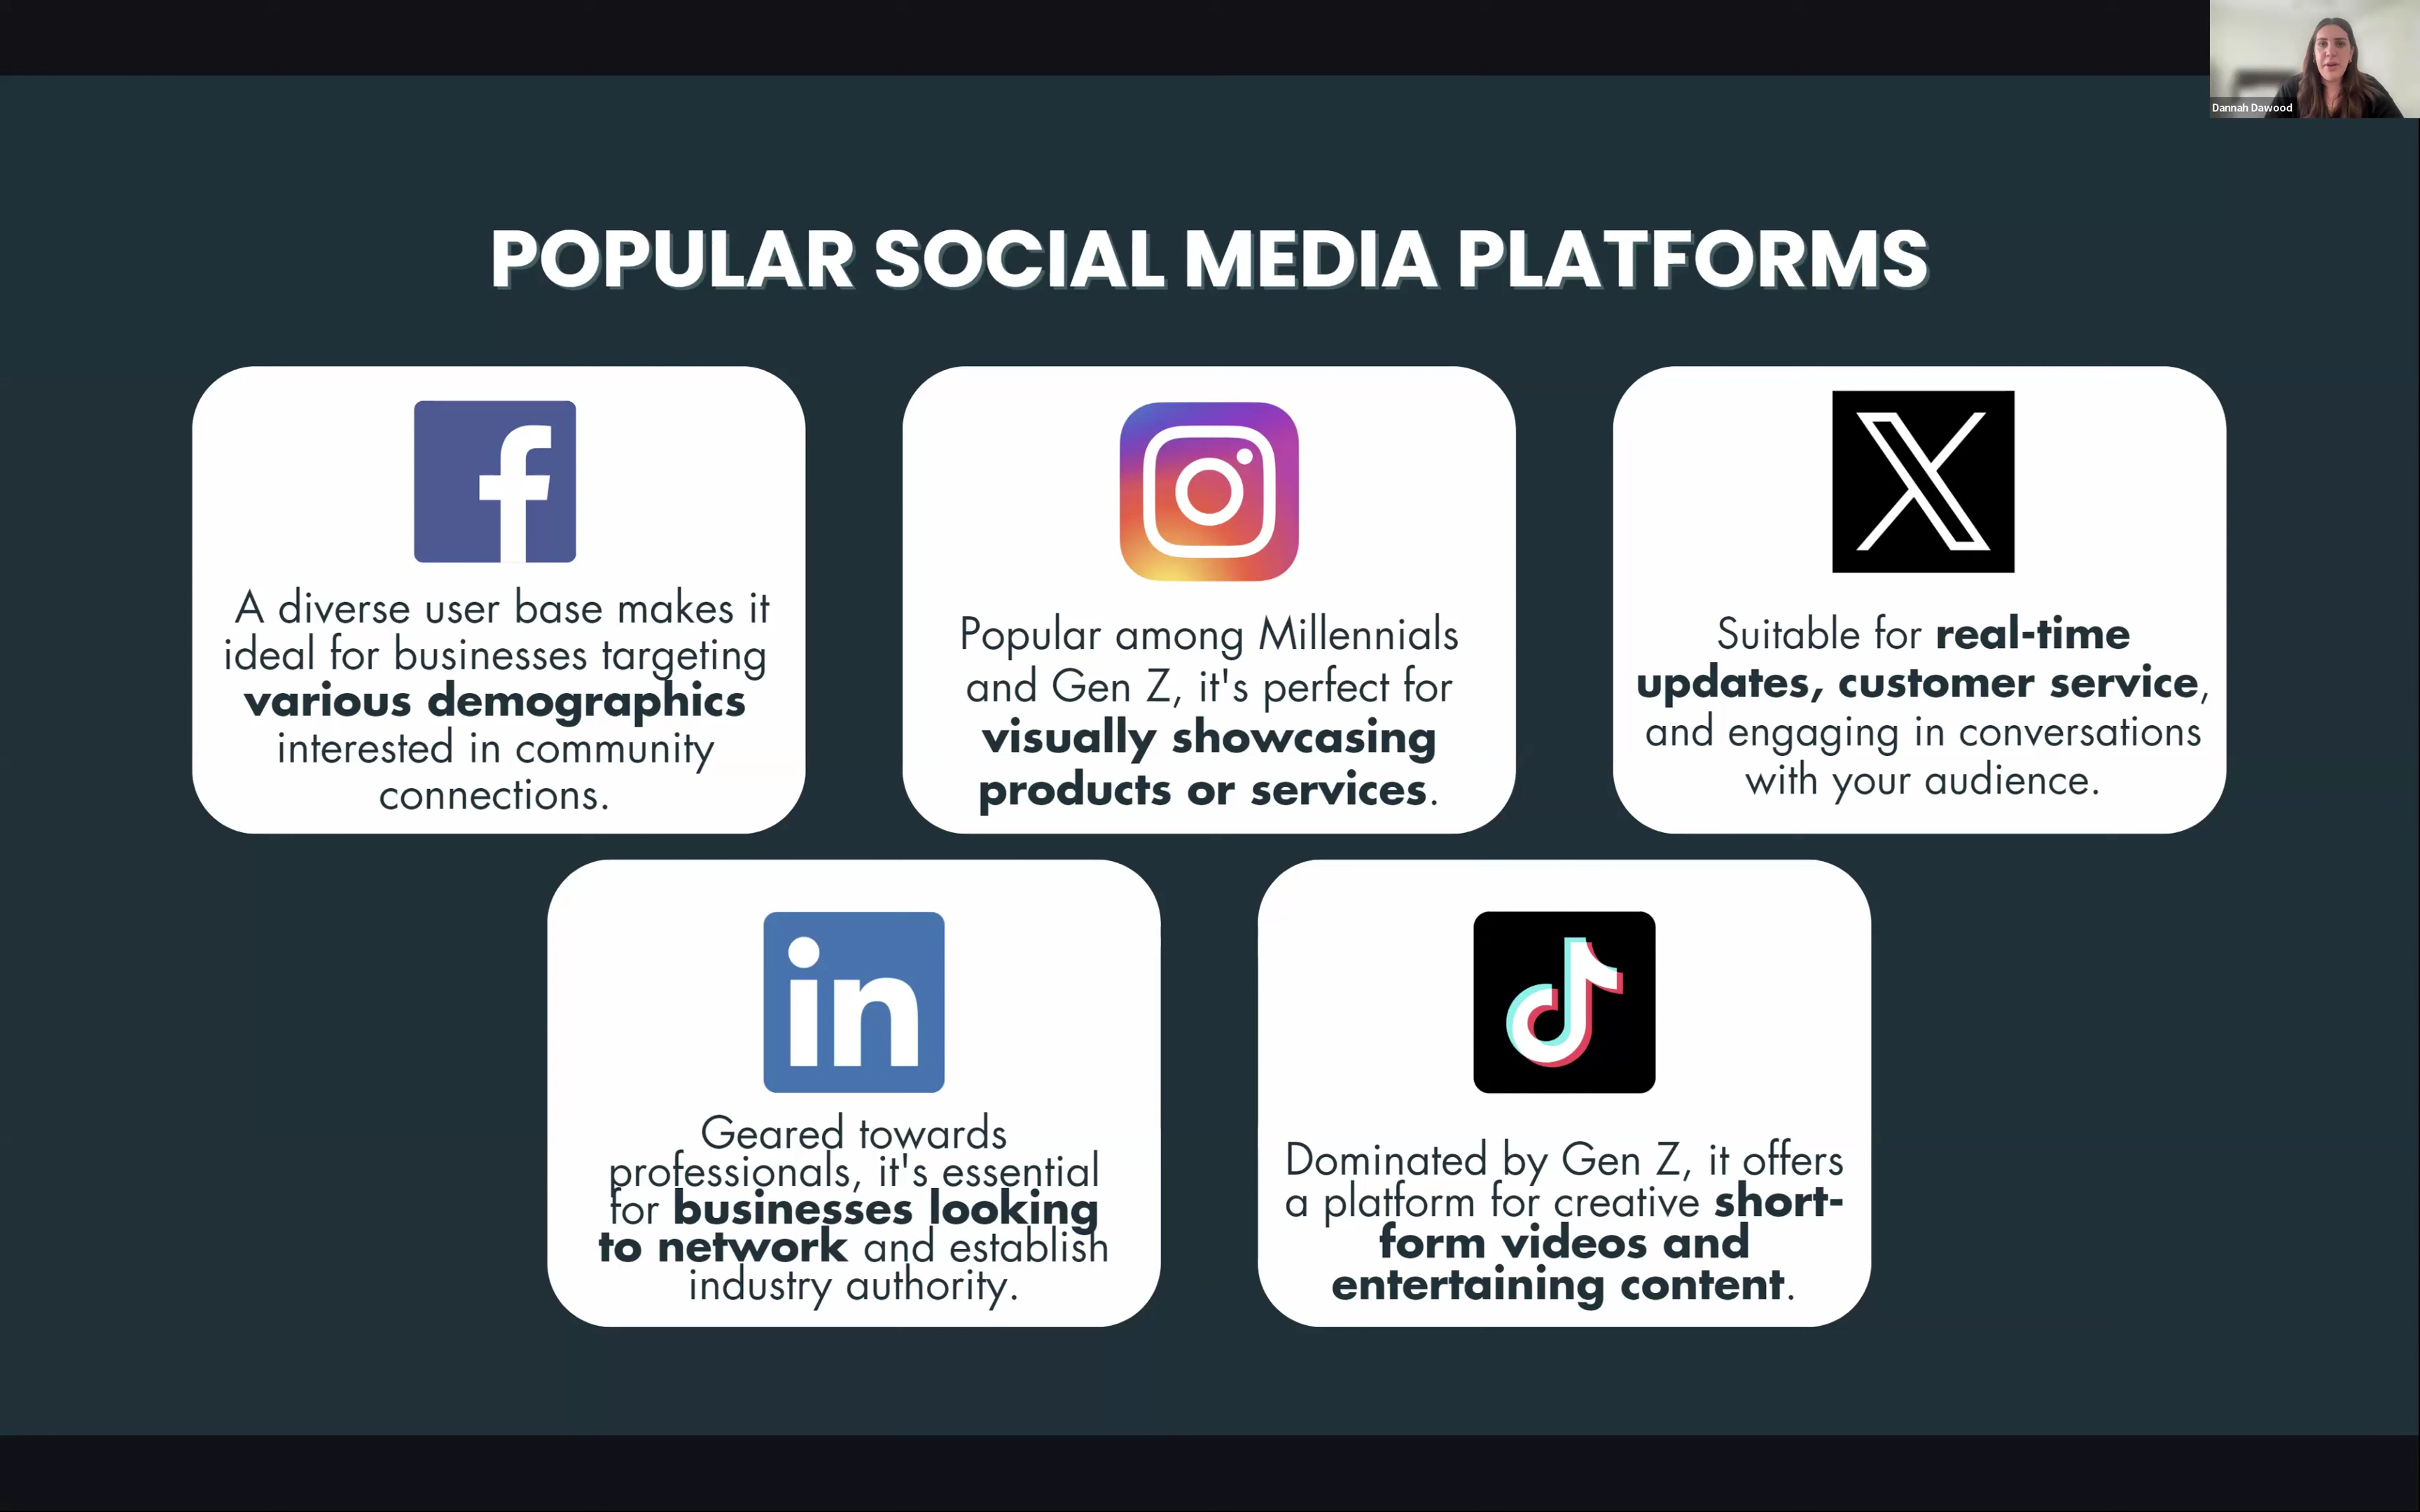 Dannah Dawood
POPULAR SOCIAL MEDIA PLATFORMS
A diverse user base makes it
ideal for businesses targeting
various demographics
interested in community
connections.
Popular among Millennials
and Gen Z, it's perfect for
visually showcasing
products or services.
Suitable for real-time
updates, customer service,
and engaging in conversations
with your audience.
in
Geared towards
professionals, it's essential
for businesses looking
to network and establish
industry authority.
Dominated by Gen Z, it offers
a platform for creative short-
form videos and
entertaining content.